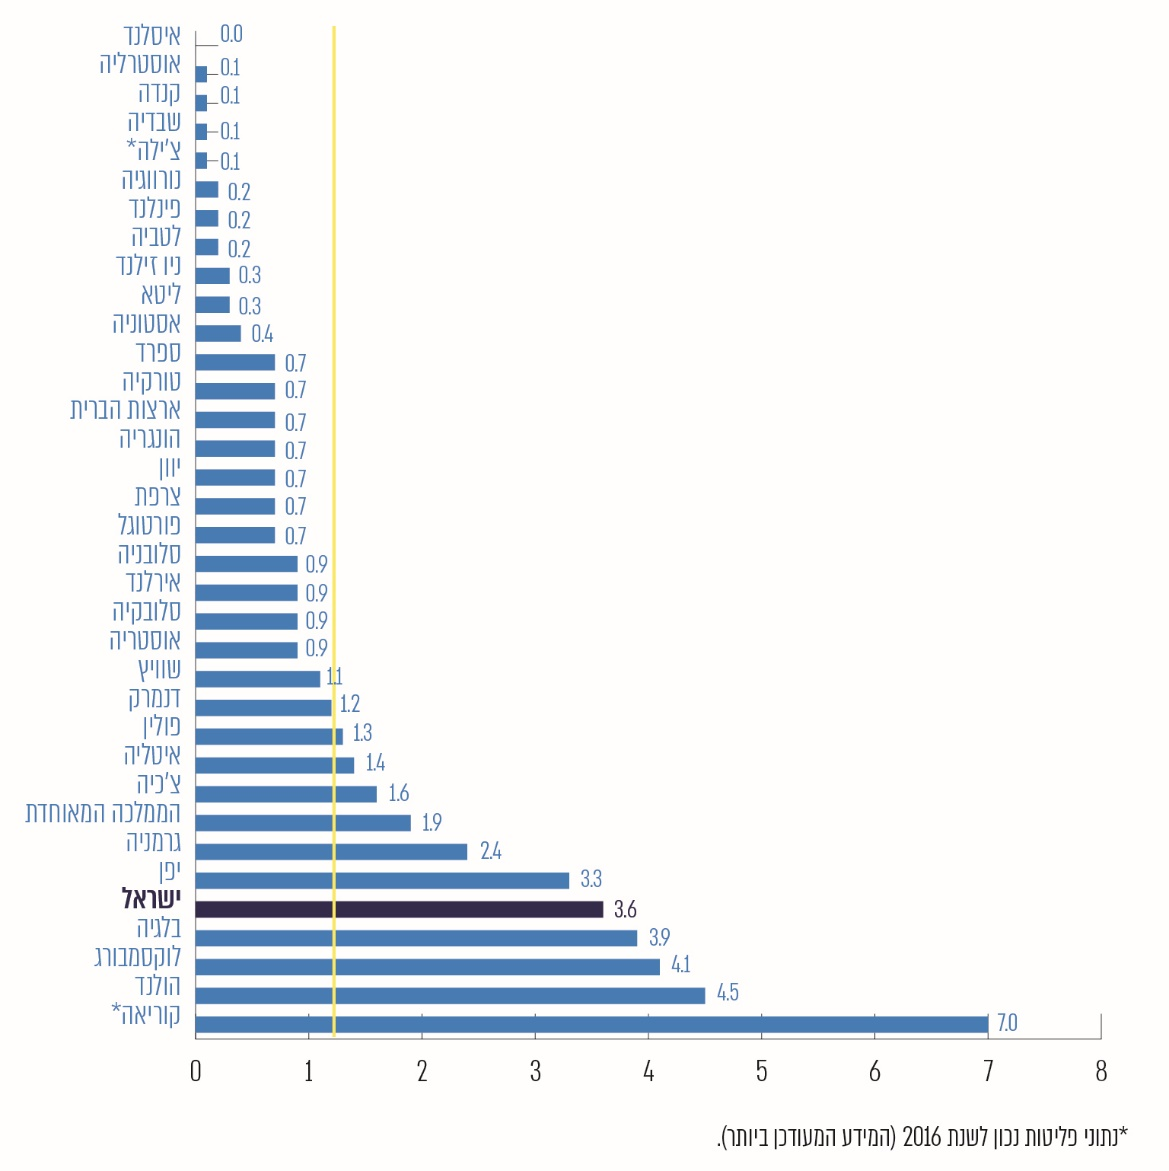 איסלנד 0.0
אוסטרליה 0.1
קנדה 0.1
שבדיה 0.1
צ'ילה* 0.1
נורווגיה 0.2
פינלנד 0.2
לטביה 0.2
ניו זילנד 0.3
ליטא 0.3
אסטוניה 0.4
ספרד 0.7
טורקיה 0.7
ארצות הברית 0.7
הונגריה 0.7
יוון 0.7
צרפת 0.7
פורטוגל 0.7
סלובניה 0.9
אירלנד 0.9
סלובקיה 0.9
אוסטריה 0.9
שוויץ 1.1
דנמרק 1.2
פולין 1.3
איטליה 1.4
צ'כיה 1.6
הממלכה המאוחדת 1.9
גרמניה 2.4
יפן 3.3
ישראל 3.6
בלגיה 3.9
לוקסמבורג 4.1
הולנד 4.5
קוריאה* 7.0
0 1 2 3 4 5 6 7 8
*נתוני פליטות נכון לשנת 2016 (המידע המעודכן ביותר).